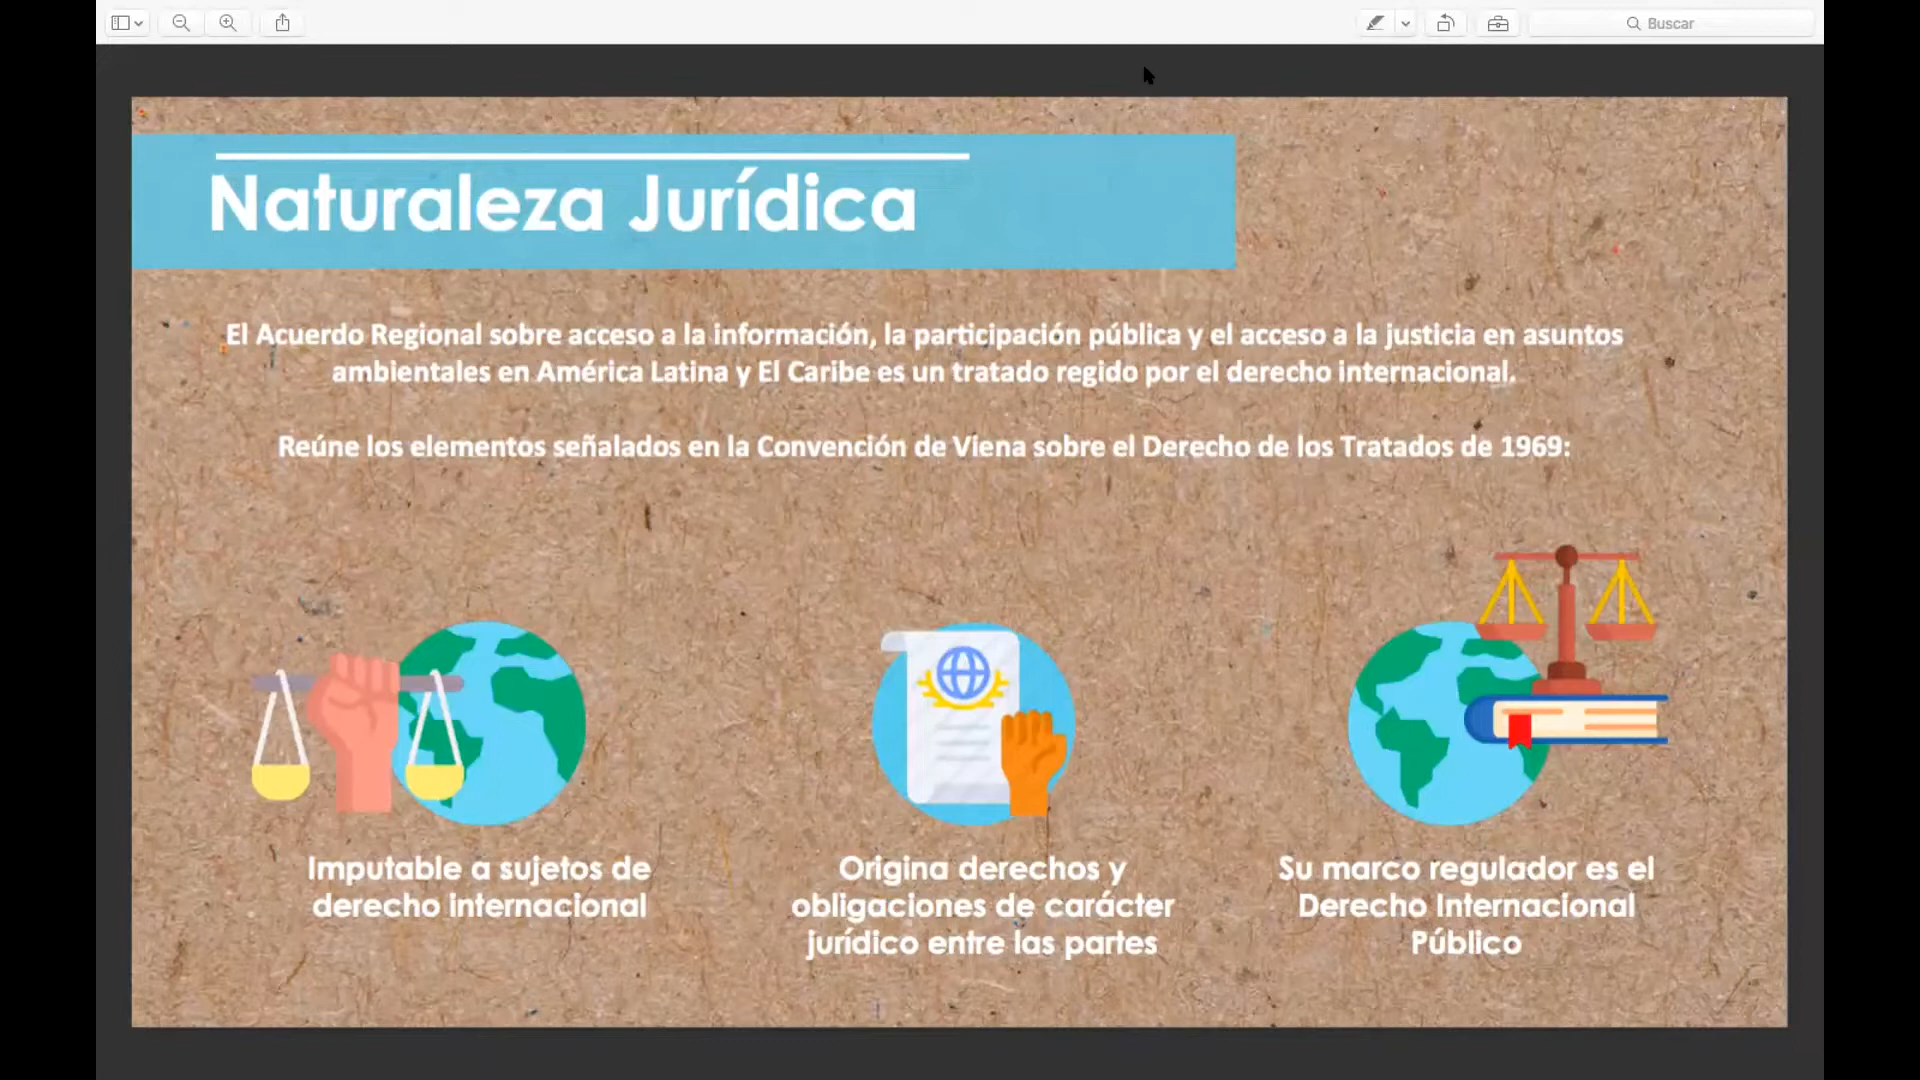 Buscar
Naturaleza Jurídica
El Acuerdo Regional sobre acceso a la información, la participación pública y el acceso a la justicia en asuntos
ambientales en América Latina y El Caribe es un tratado regido por el derecho internacional.
Reúne los elementos señalados en la Convención de Viena sobre el Derecho de los Tratados de 1969:
Imputable a sujetos de
derecho internacional
Origina derechos y
obligaciones de carácter
jurídico entre las partes
Su marco regulador es el
Derecho Internacional
Público